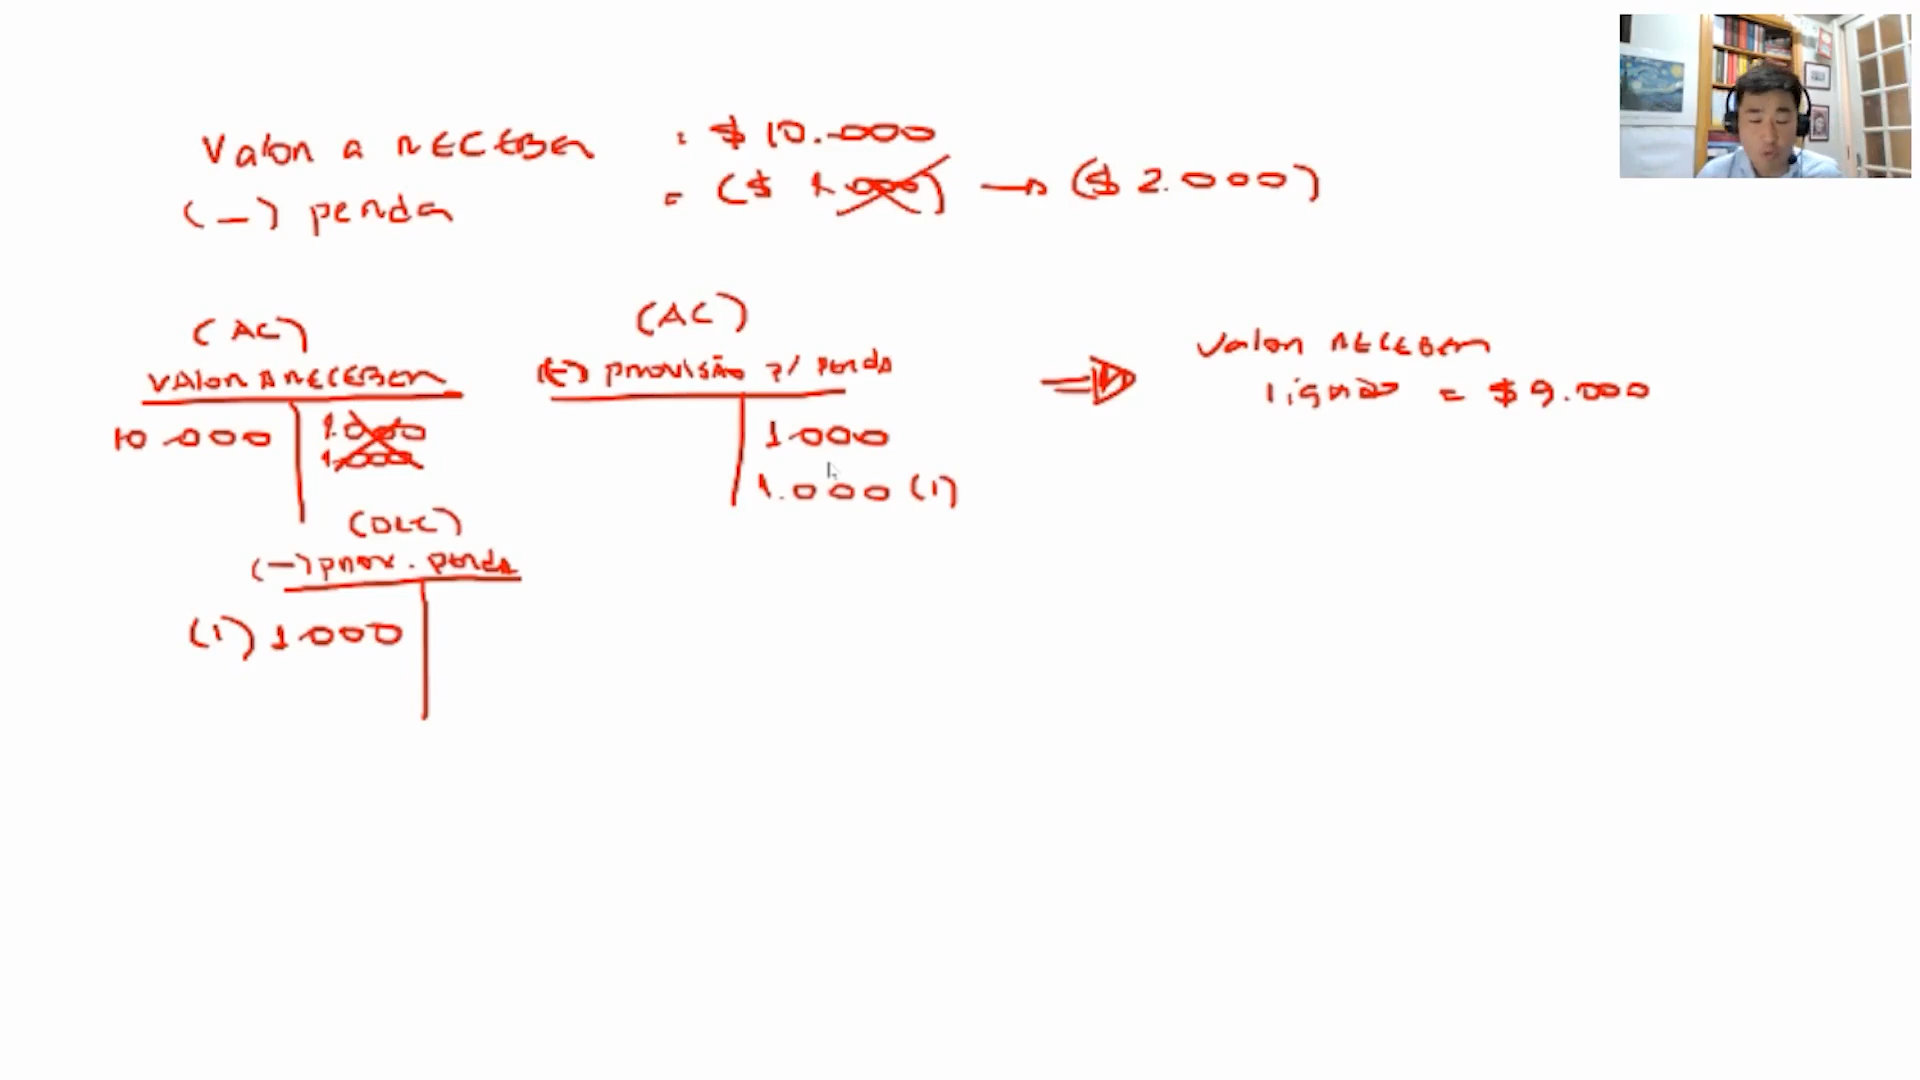 Valor a RECEBER = $ 10.000
(-) perda = ($ 1.000) → ($ 2.000)
(AC)
VALOR A RECEBER
10.000 1.000
1.000
(AC)
(-) provisão p/ perda
1.000
1.000 (1)
⇒ Valor RECEBER
líquido = $ 9.000
(DRE)
(-) prov. perda
(1) 1.000